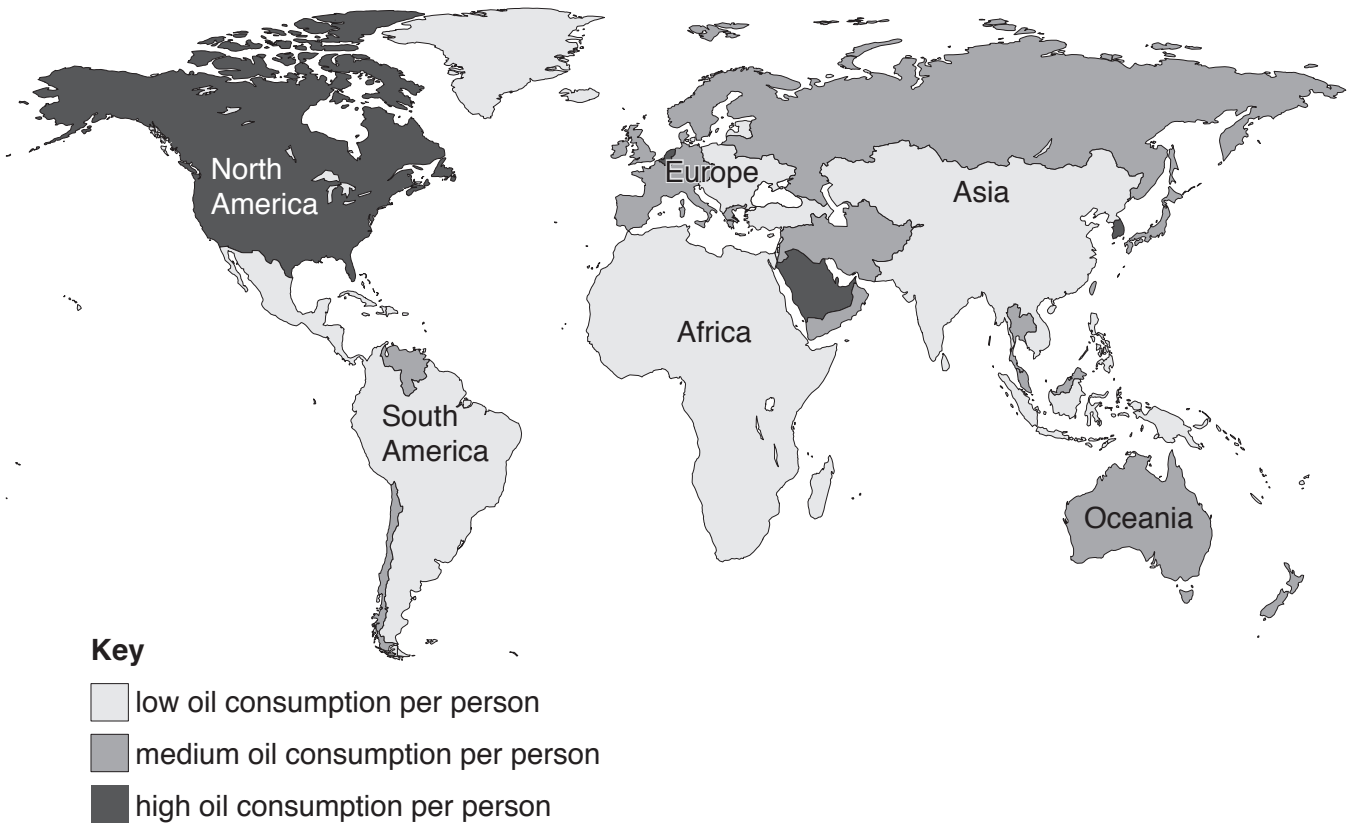 North
America
Europe
Asia
Africa
South
America
Oceania
Key
low oil consumption per person
medium oil consumption per person
high oil consumption per person